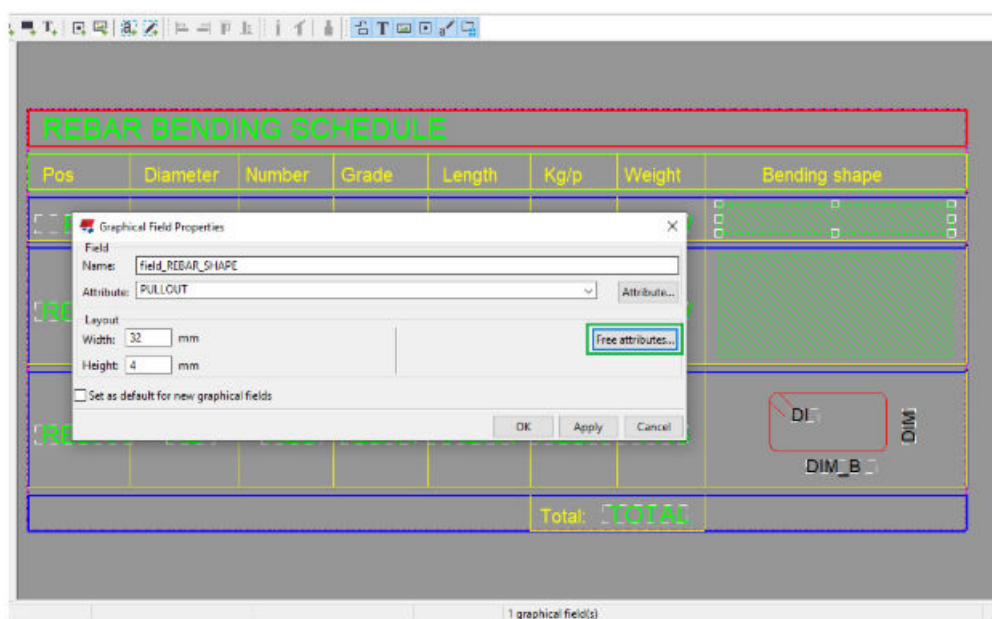 REBAR BENDING SCHEDULE
Pos Diameter Number Grade Length Kg/p Weight Bending shape
Graphical Field Properties
Field
Name: field_REBAR_SHAPE
Attribute: PULLOUT Attribute...
Layout
Width: 32 mm
Free attributes...
Height: 4 mm
Set as default for new graphical fields
OK Apply Cancel
DI
DIM
DIM_B
Total: TOTAL
1 graphical field(s)